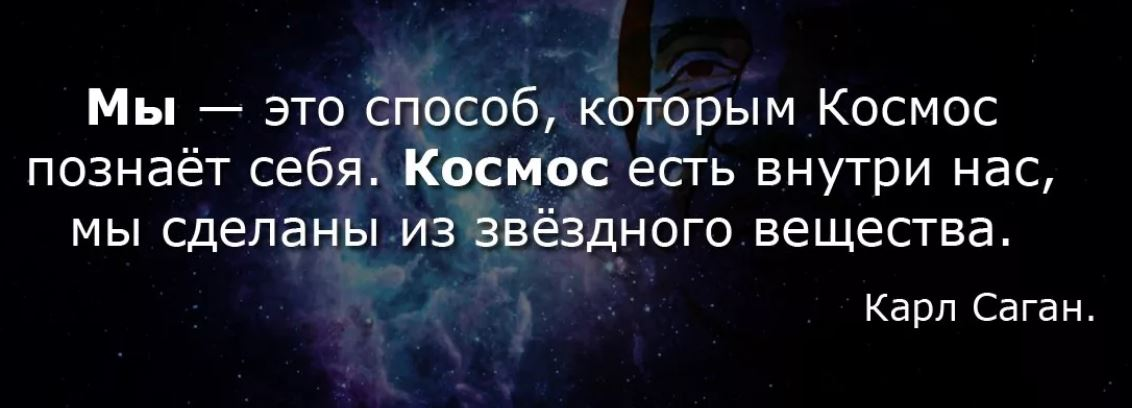 Мы — это способ, которым Космос
познаёт себя. Космос есть внутри нас,
мы сделаны из звёздного вещества.
Карл Саган.